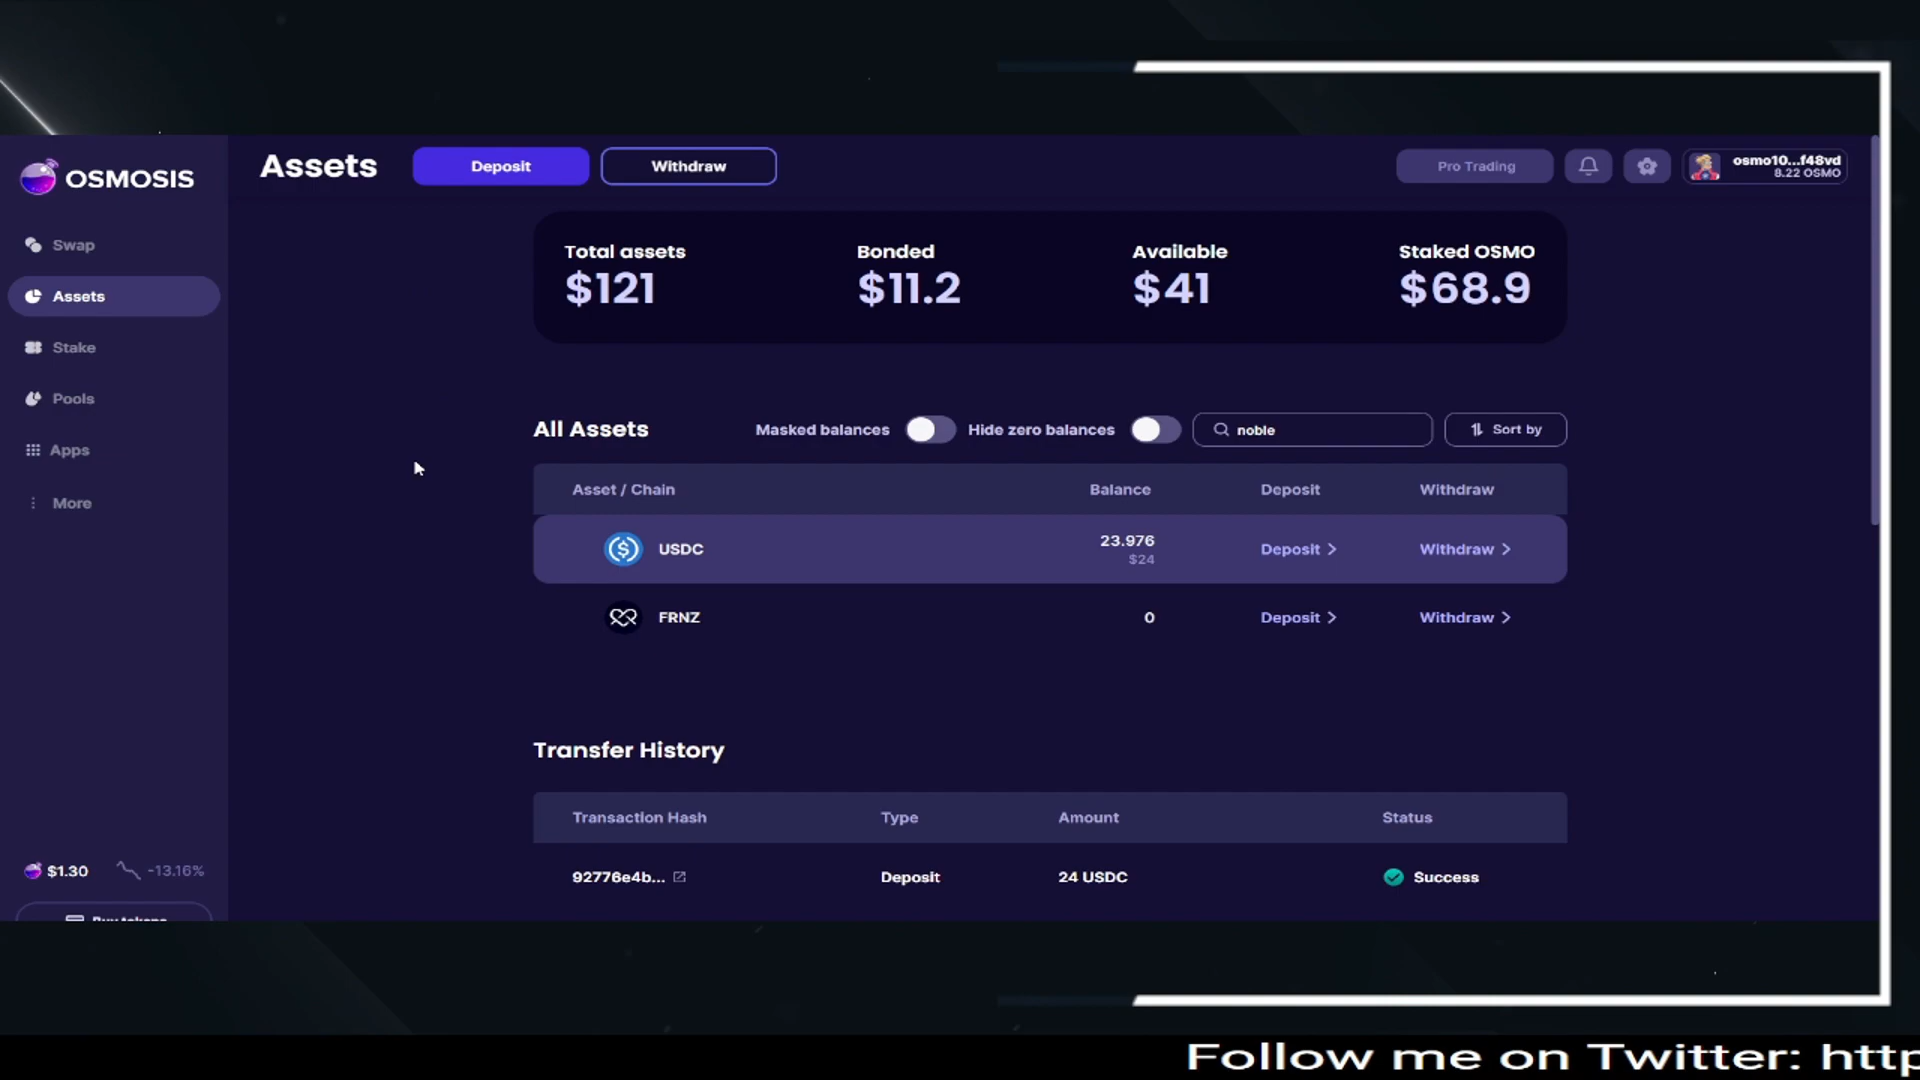 OSMOSIS
Assets
Deposit
Withdraw
Pro Trading
osmo10...f48vd
8.22 OSMO
Swap
Assets
Stake
Pools
Apps
More
Total assets
$121
Bonded
$11.2
Available
$41
Staked OSMO
$68.9
All Assets
Masked balances
Hide zero balances
noble
Sort by
Asset / Chain Balance Deposit Withdraw
USDC 23.976 Deposit Withdraw
$24
FRNZ 0 Deposit Withdraw
Transfer History
Transaction Hash Type Amount Status
92776e4b... Deposit 24 USDC Success
$1.30 -13.16%
Buy tokens
Follow me on Twitter: http